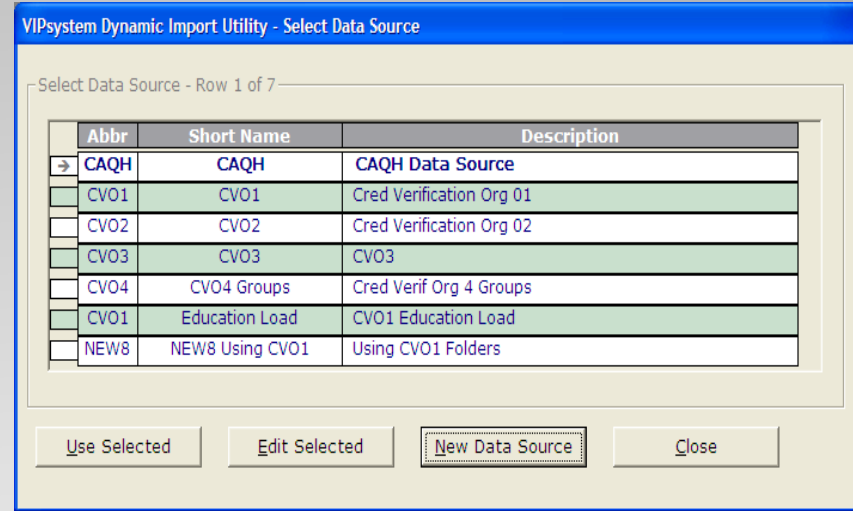 VIPsystem Dynamic Import Utility - Select Data Source
Select Data Source - Row 1 of 7
Abbr Short Name Description
CAQH CAQH CAQH Data Source
CVO1 CVO1 Cred Verification Org 01
CVO2 CVO2 Cred Verification Org 02
CVO3 CVO3 CVO3
CVO4 CVO4 Groups Cred Verif Org 4 Groups
CVO1 Education Load CVO1 Education Load
NEW8 NEW8 Using CVO1 Using CVO1 Folders
Use Selected Edit Selected New Data Source Close